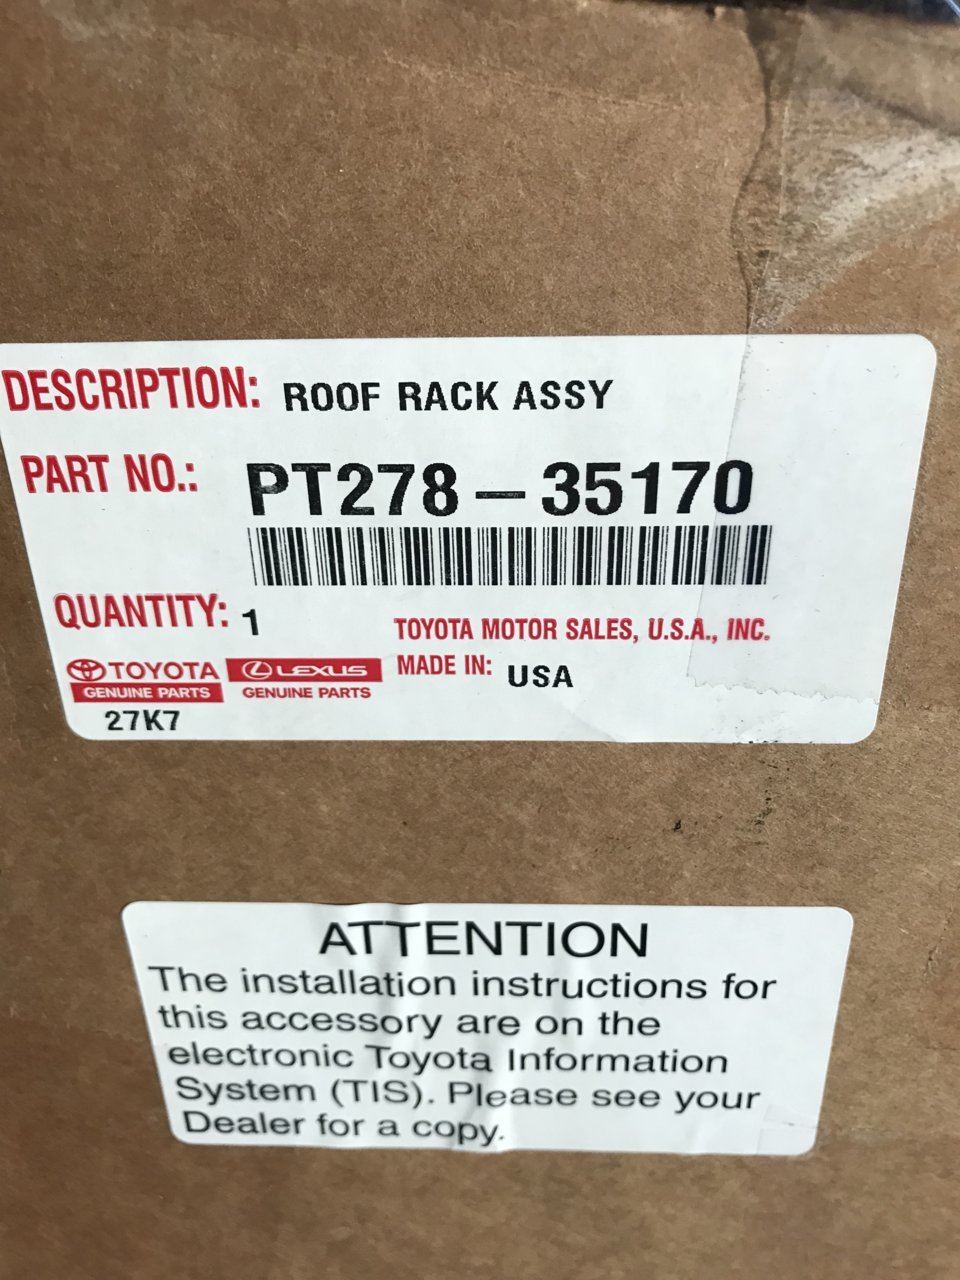 DESCRIPTION: ROOF RACK ASSY
PART NO.: PT278-35170
QUANTITY: 1
TOYOTA MOTOR SALES, U.S.A., INC.
TOYOTA LEXUS MADE IN: USA
GENUINE PARTS GENUINE PARTS
27K7
ATTENTION
The installation instructions for
this accessory are on the
electronic Toyota Information
System (TIS). Please see your
Dealer for a copy.